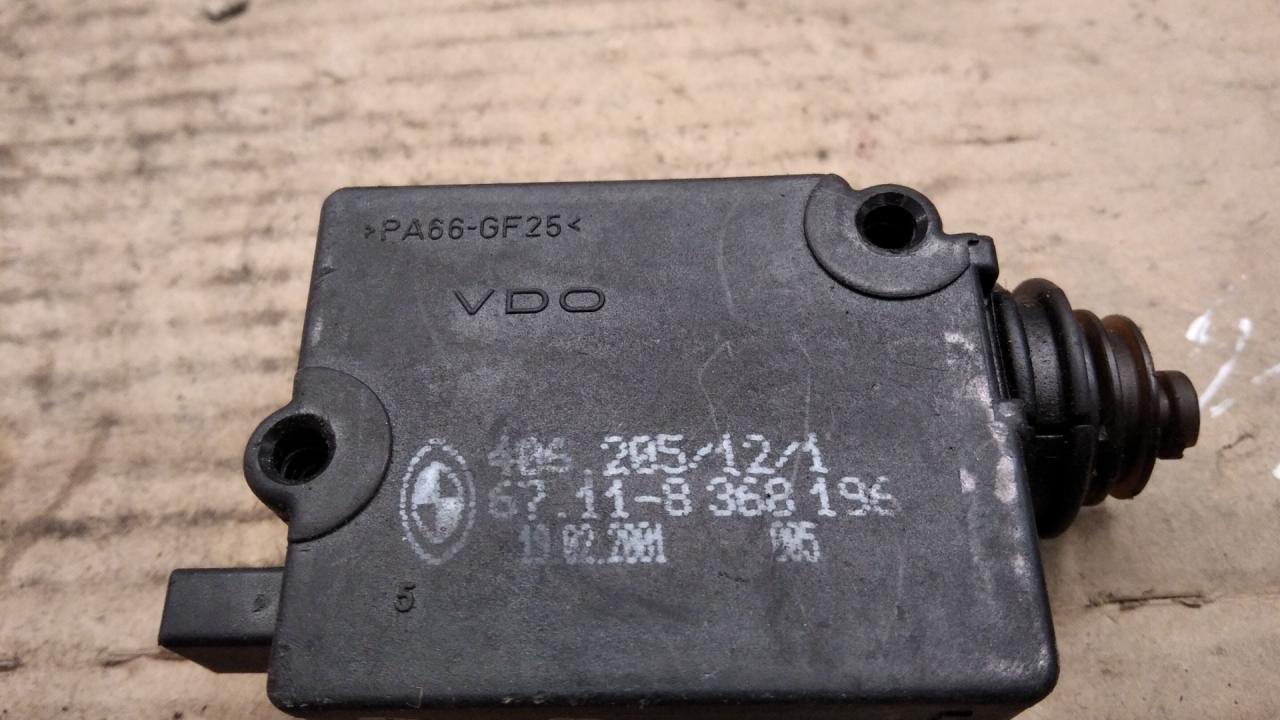 >PA66-GF25<
VDO
406.205/12/1
67.11-8 368 196
19.02.2001 005
5